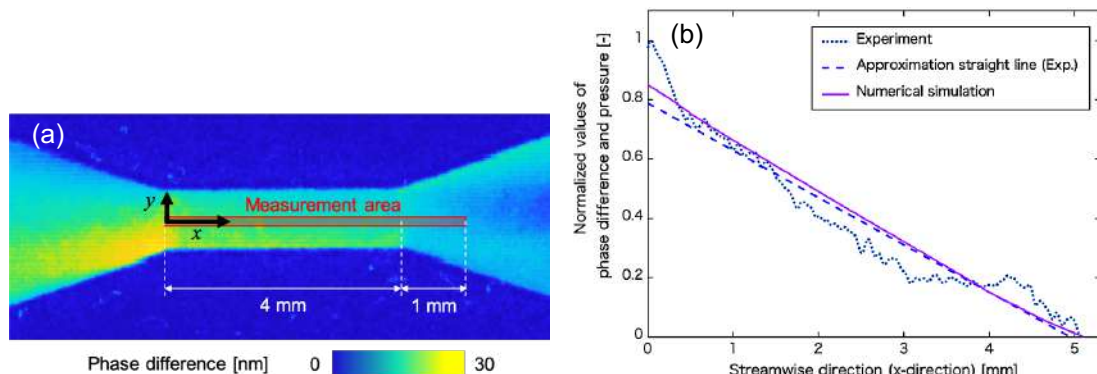 (a)
y
x
Measurement area
4 mm
1 mm
Phase difference [nm]
0
30
(b)
Normalized values of
phase difference and pressure [-]
1
0.8
0.6
0.4
0.2
0
Experiment
Approximation straight line (Exp.)
Numerical simulation
0 1 2 3 4 5
Streamwise direction (x-direction) [mm]